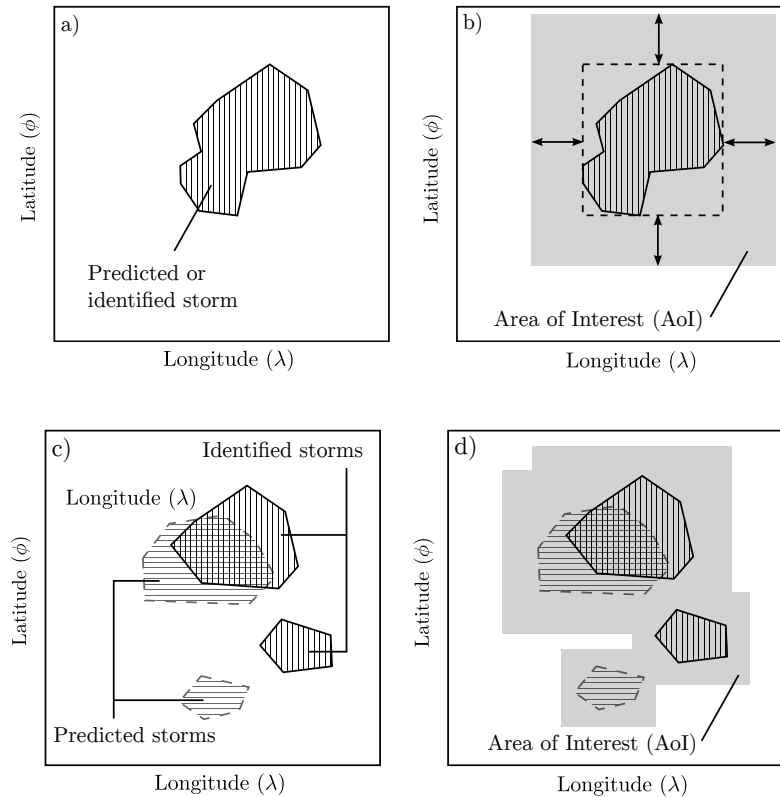 a)
Latitude (ϕ)
Predicted or
identified storm
Longitude (λ)
b)
Latitude (ϕ)
Area of Interest (AoI)
Longitude (λ)
c)
Identified storms
Longitude (λ)
Latitude (ϕ)
Predicted storms
Longitude (λ)
d)
Latitude (ϕ)
Area of Interest (AoI)
Longitude (λ)